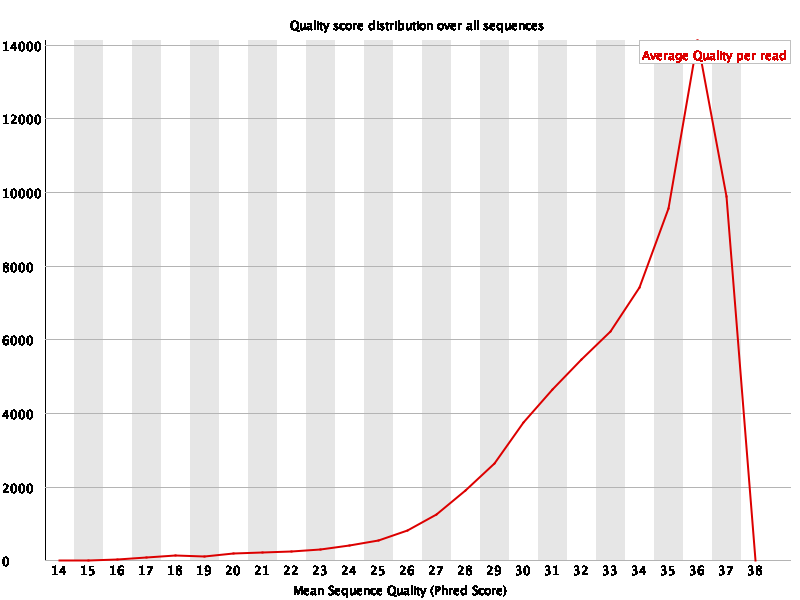 Quality score distribution over all sequences
14000
Average Quality per read
12000
10000
8000
6000
4000
2000
0
14 15 16 17 18 19 20 21 22 23 24 25 26 27 28 29 30 31 32 33 34 35 36 37 38
Mean Sequence Quality (Phred Score)